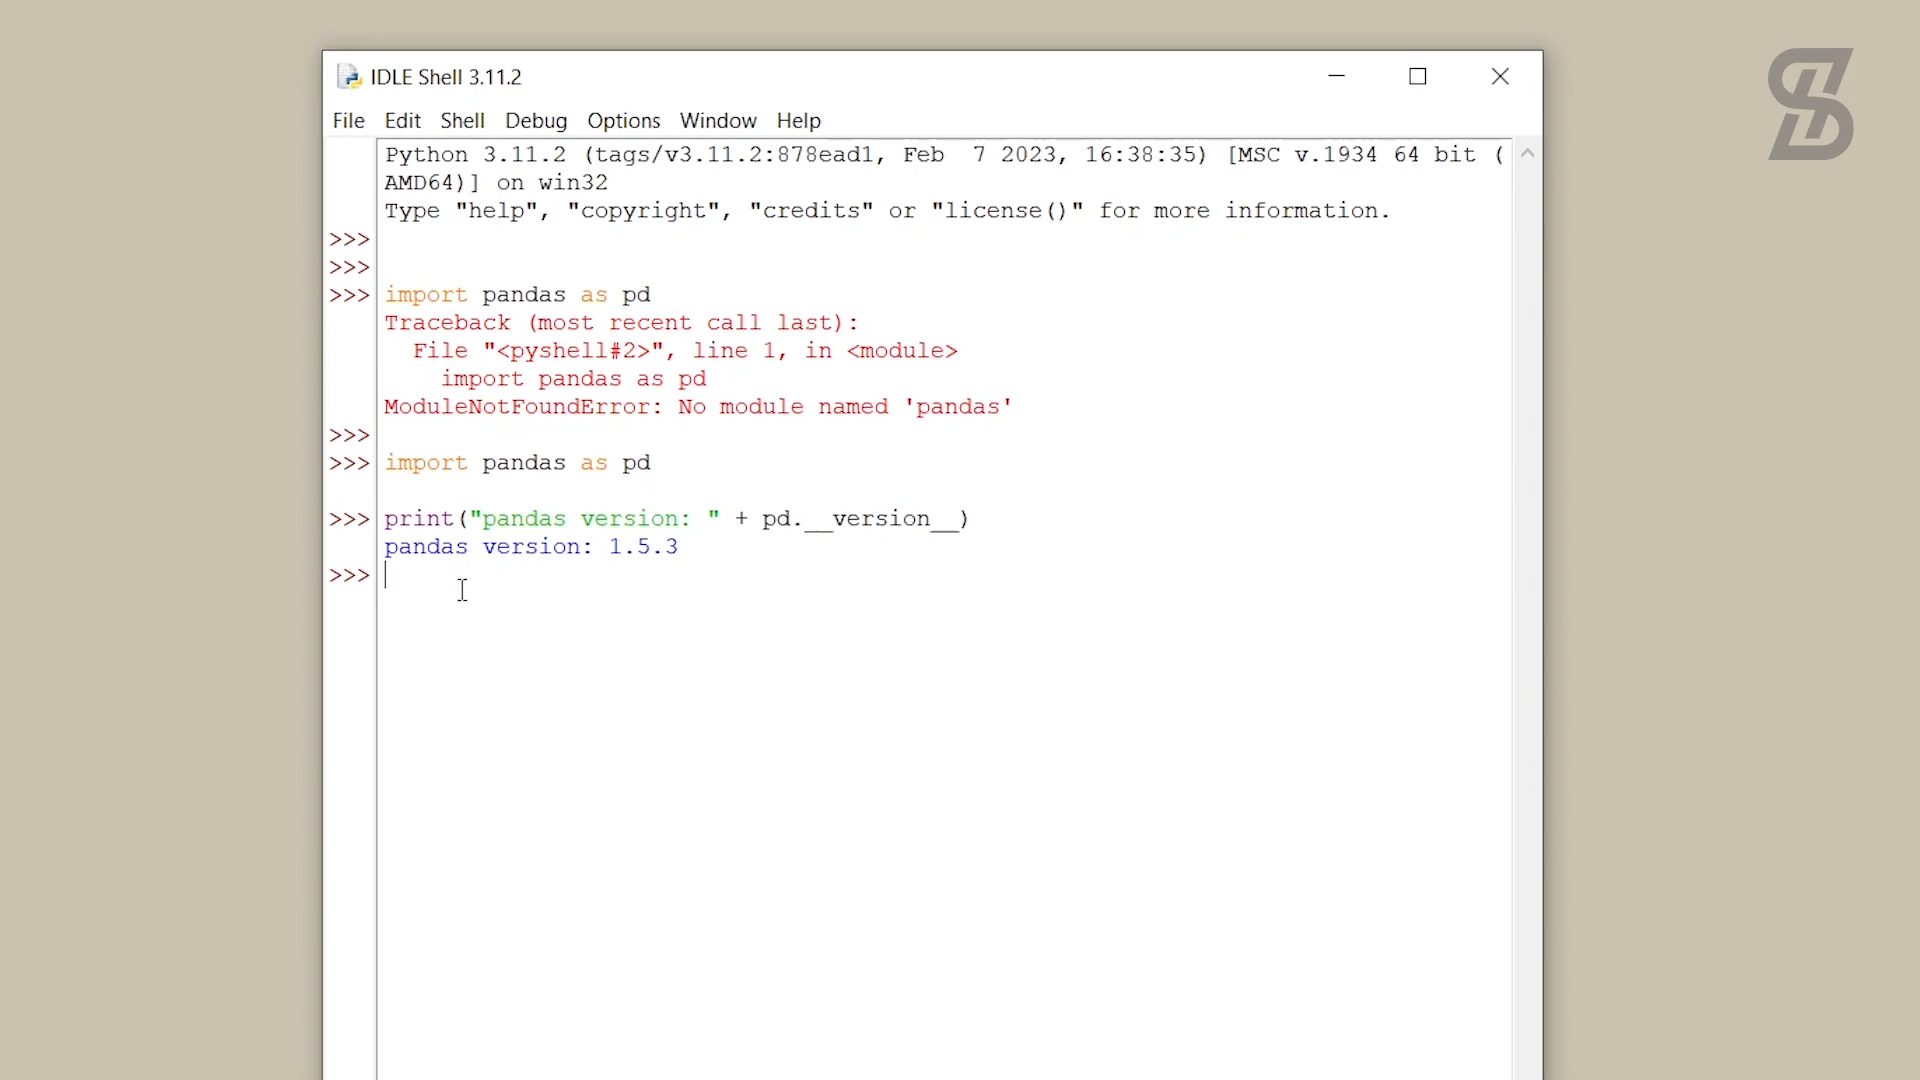 IDLE Shell 3.11.2
File Edit Shell Debug Options Window Help
Python 3.11.2 (tags/v3.11.2:878ead1, Feb  7 2023, 16:38:35) [MSC v.1934 64 bit (
AMD64)] on win32
Type "help", "copyright", "credits" or "license()" for more information.
>>>
>>>
>>> import pandas as pd
Traceback (most recent call last):
  File "<pyshell#2>", line 1, in <module>
    import pandas as pd
ModuleNotFoundError: No module named 'pandas'
>>>
>>> import pandas as pd
>>> print("pandas version: " + pd.__version__)
pandas version: 1.5.3
>>>